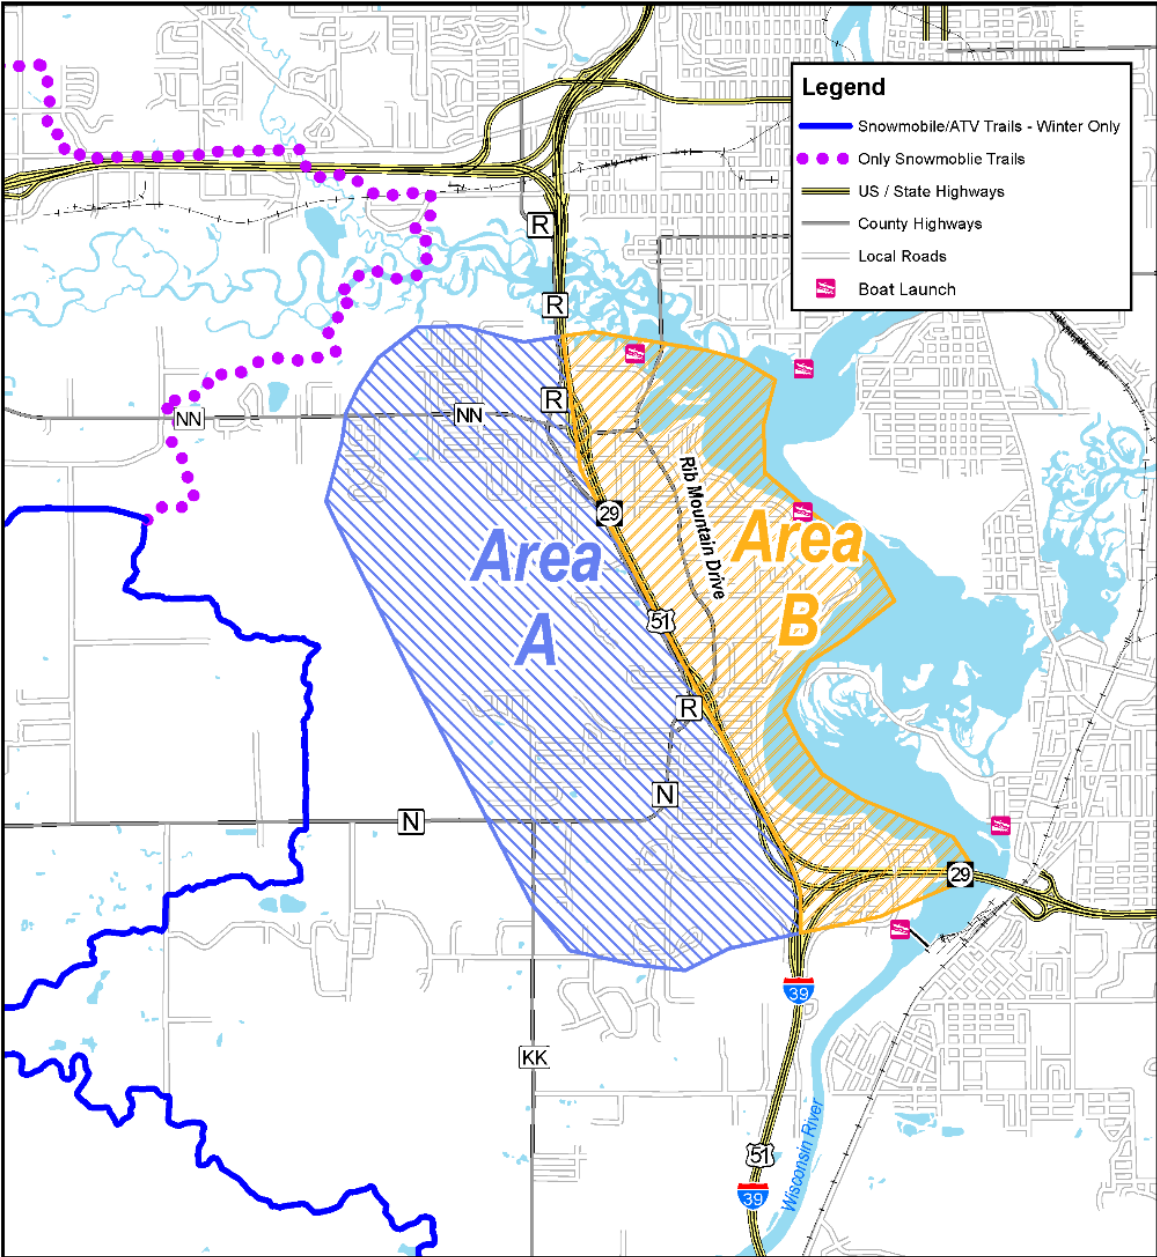 Legend
Snowmobile/ATV Trails - Winter Only
Only Snowmoblie Trails
US / State Highways
County Highways
Local Roads
Boat Launch
R
R
R
NN
NN
29
Rib Mountain Drive
Area
A
Area
B
51
R
N
N
29
39
KK
51
39
Wisconsin River